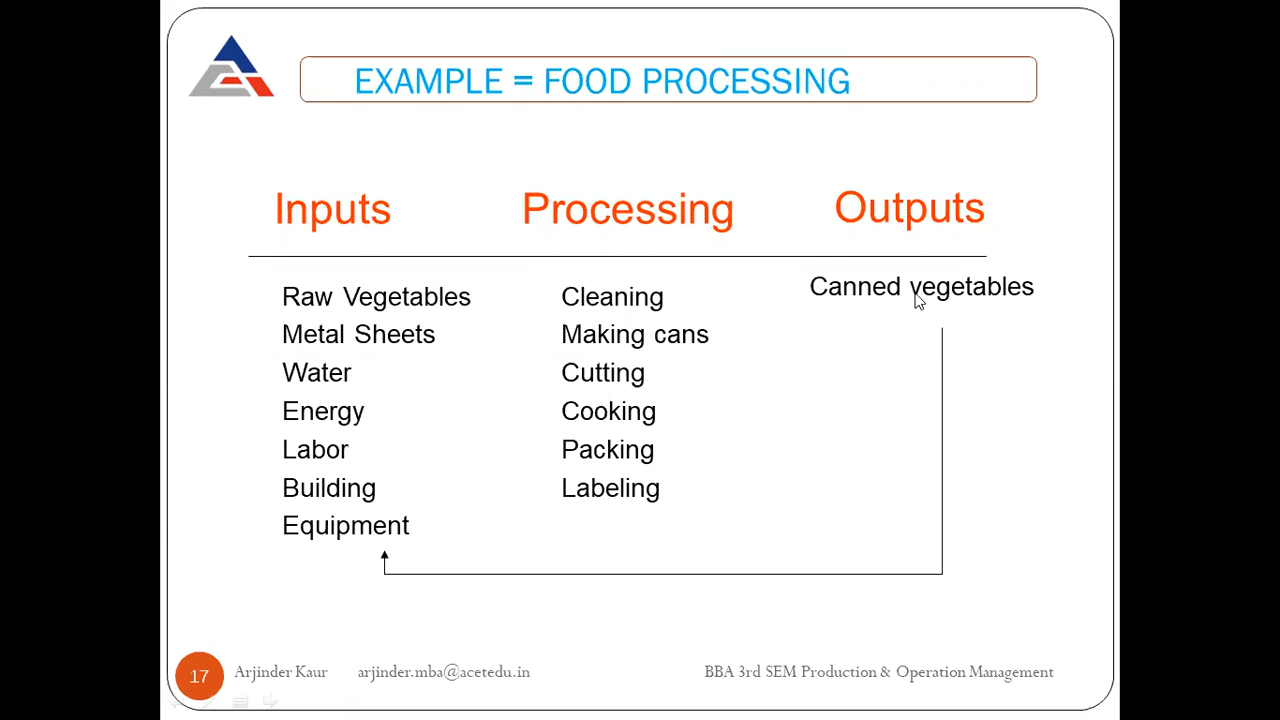 EXAMPLE = FOOD PROCESSING
Inputs Processing Outputs
Raw Vegetables Cleaning Canned vegetables
Metal Sheets Making cans
Water Cutting
Energy Cooking
Labor Packing
Building Labeling
Equipment
17 Arjinder Kaur arjinder.mba@acetedu.in BBA 3rd SEM Production & Operation Management